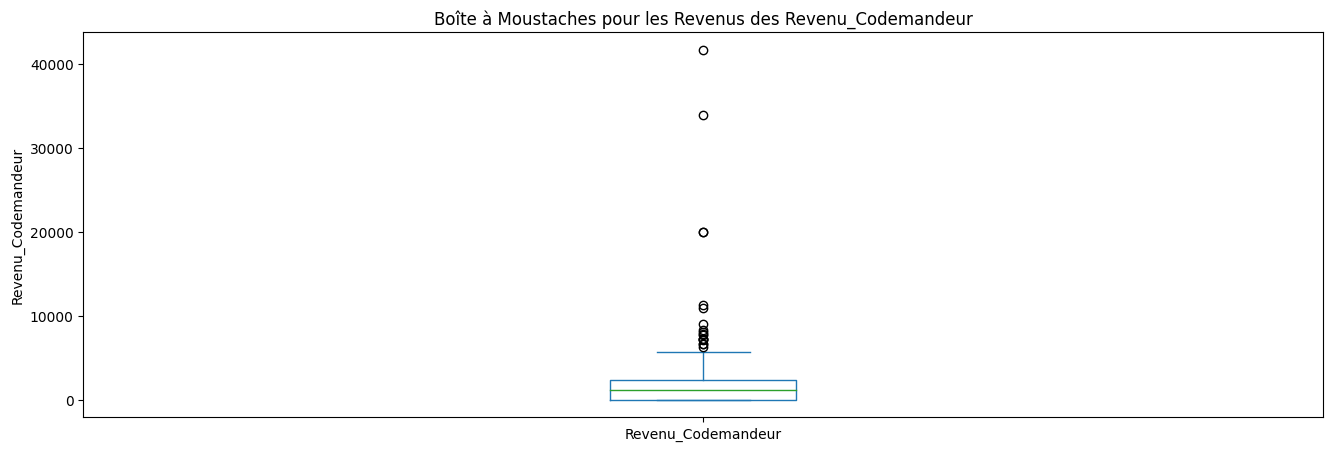 Boîte à Moustaches pour les Revenus des Revenu_Codemandeur
Revenu_Codemandeur
40000
30000
20000
10000
0
Revenu_Codemandeur